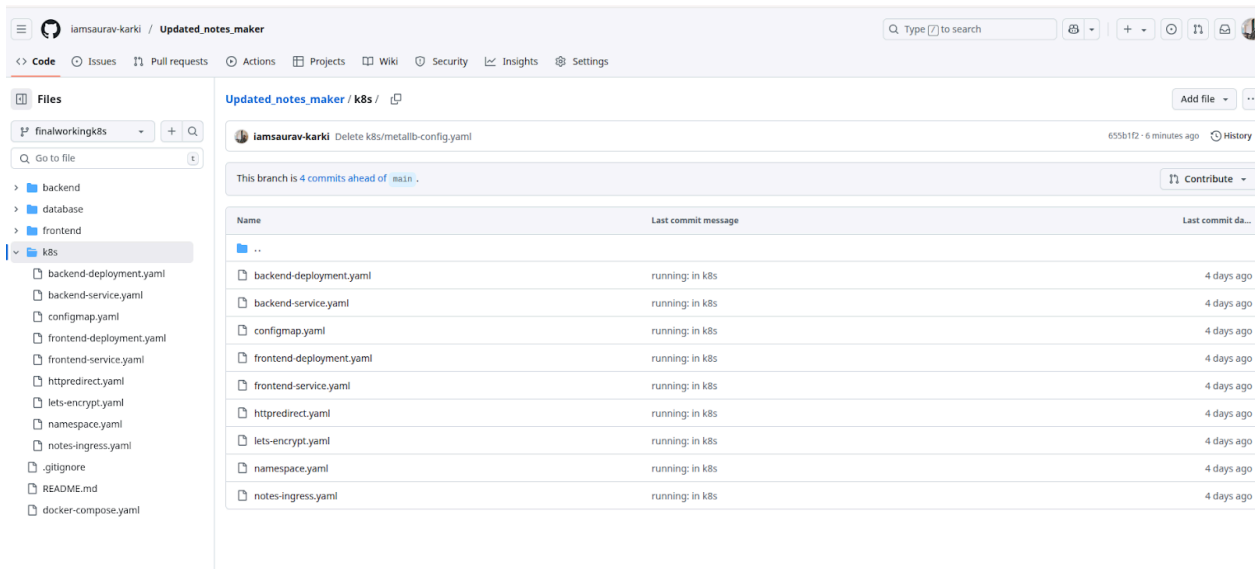 iamsaurav-karki / Updated_notes_maker
Type / to search
Code Issues Pull requests Actions Projects Wiki Security Insights Settings
Files
finalworkingk8s
Go to file t
backend
database
frontend
k8s
backend-deployment.yaml
backend-service.yaml
configmap.yaml
frontend-deployment.yaml
frontend-service.yaml
httpredirect.yaml
lets-encrypt.yaml
namespace.yaml
notes-ingress.yaml
.gitignore
README.md
docker-compose.yaml
Updated_notes_maker / k8s /
Add file
iamsaurav-karki Delete k8s/metallb-config.yaml 655b1f2 · 6 minutes ago History
This branch is 4 commits ahead of main .
Contribute
Name Last commit message Last commit da...
..
backend-deployment.yaml running: in k8s 4 days ago
backend-service.yaml running: in k8s 4 days ago
configmap.yaml running: in k8s 4 days ago
frontend-deployment.yaml running: in k8s 4 days ago
frontend-service.yaml running: in k8s 4 days ago
httpredirect.yaml running: in k8s 4 days ago
lets-encrypt.yaml running: in k8s 4 days ago
namespace.yaml running: in k8s 4 days ago
notes-ingress.yaml running: in k8s 4 days ago